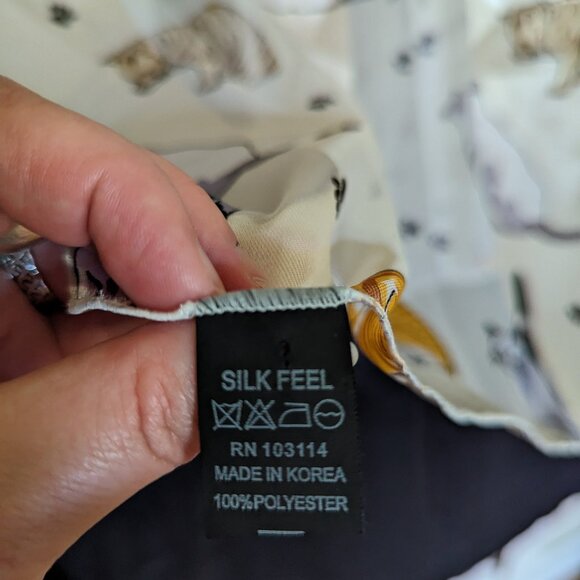 SILK FEEL
RN 103114
MADE IN KOREA
100%POLYESTER